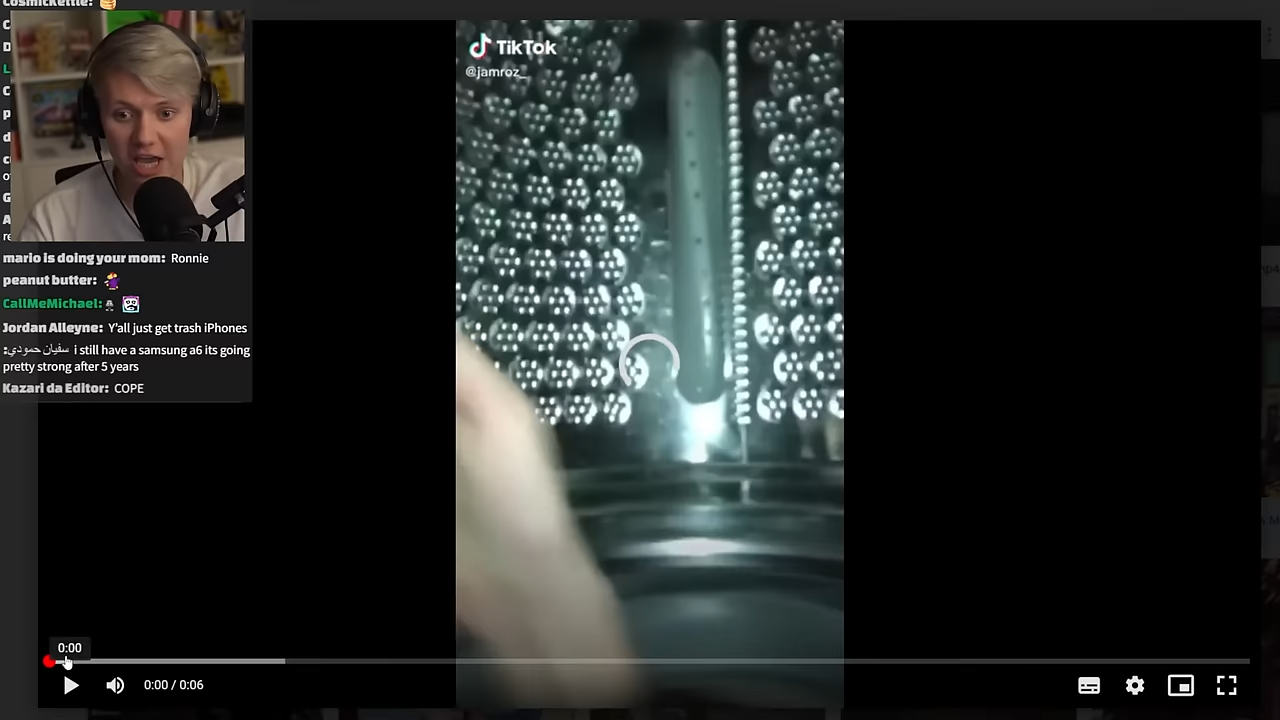 CosmicKettle:
C
D
L
C
p
d
c
o
G
A
re
mario is doing your mom: Ronnie
peanut butter:
CallMeMichael:
Jordan Alleyne: Y'all just get trash iPhones
سفيان حمودي: i still have a samsung a6 its going
pretty strong after 5 years
Kazari da Editor: COPE
TikTok
@jamroz_
0:00
0:00 / 0:06